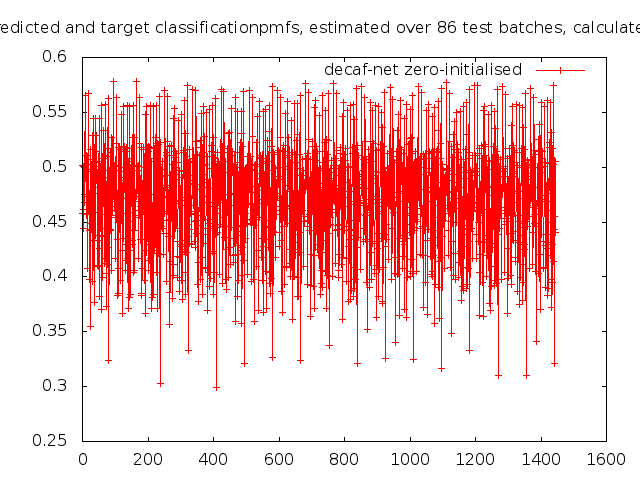 redicted and target classificationpmfs, estimated over 86 test batches, calculate
decaf-net zero-initialised
0.6
0.55
0.5
0.45
0.4
0.35
0.3
0.25
0 200 400 600 800 1000 1200 1400 1600